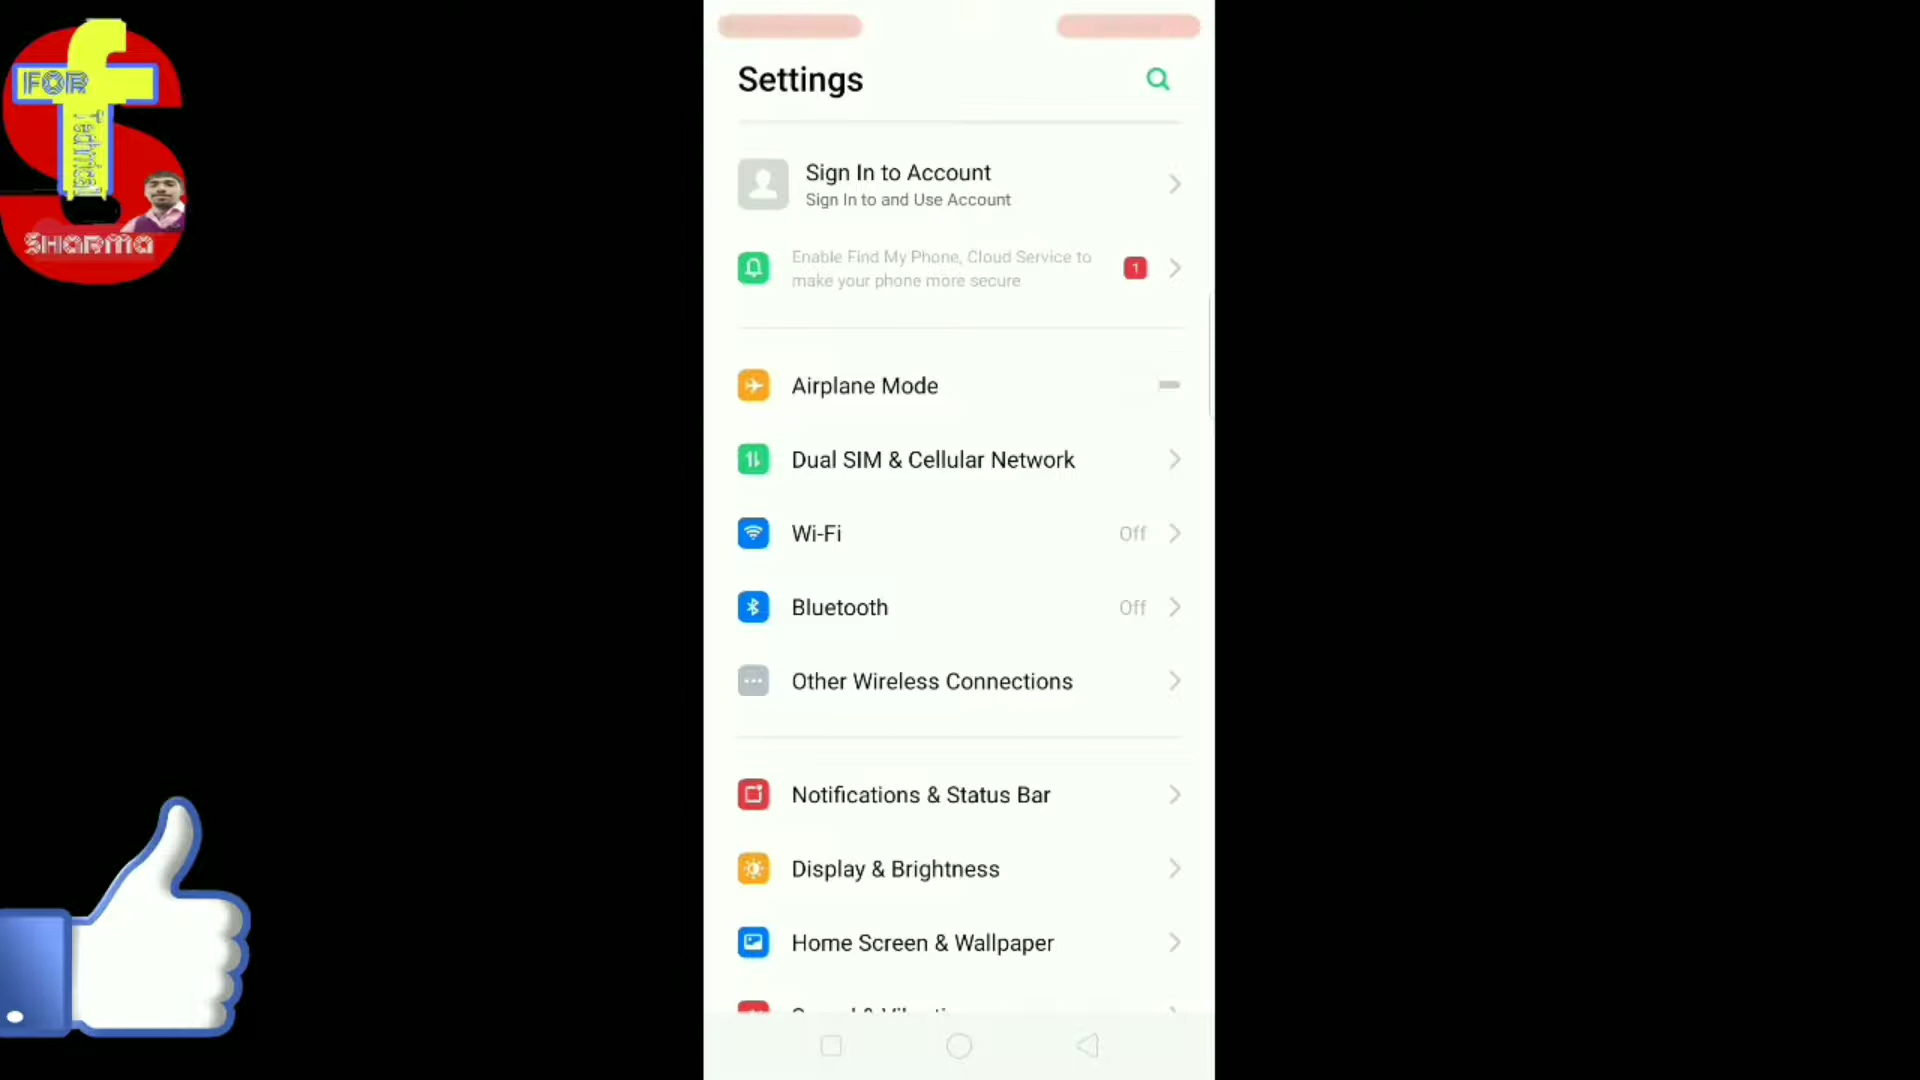 FOR
Technical
Sharma
Settings
Sign In to Account
Sign In to and Use Account
Enable Find My Phone, Cloud Service to
make your phone more secure
1
Airplane Mode
Dual SIM & Cellular Network
Wi-Fi
Off
Bluetooth
Off
Other Wireless Connections
Notifications & Status Bar
Display & Brightness
Home Screen & Wallpaper